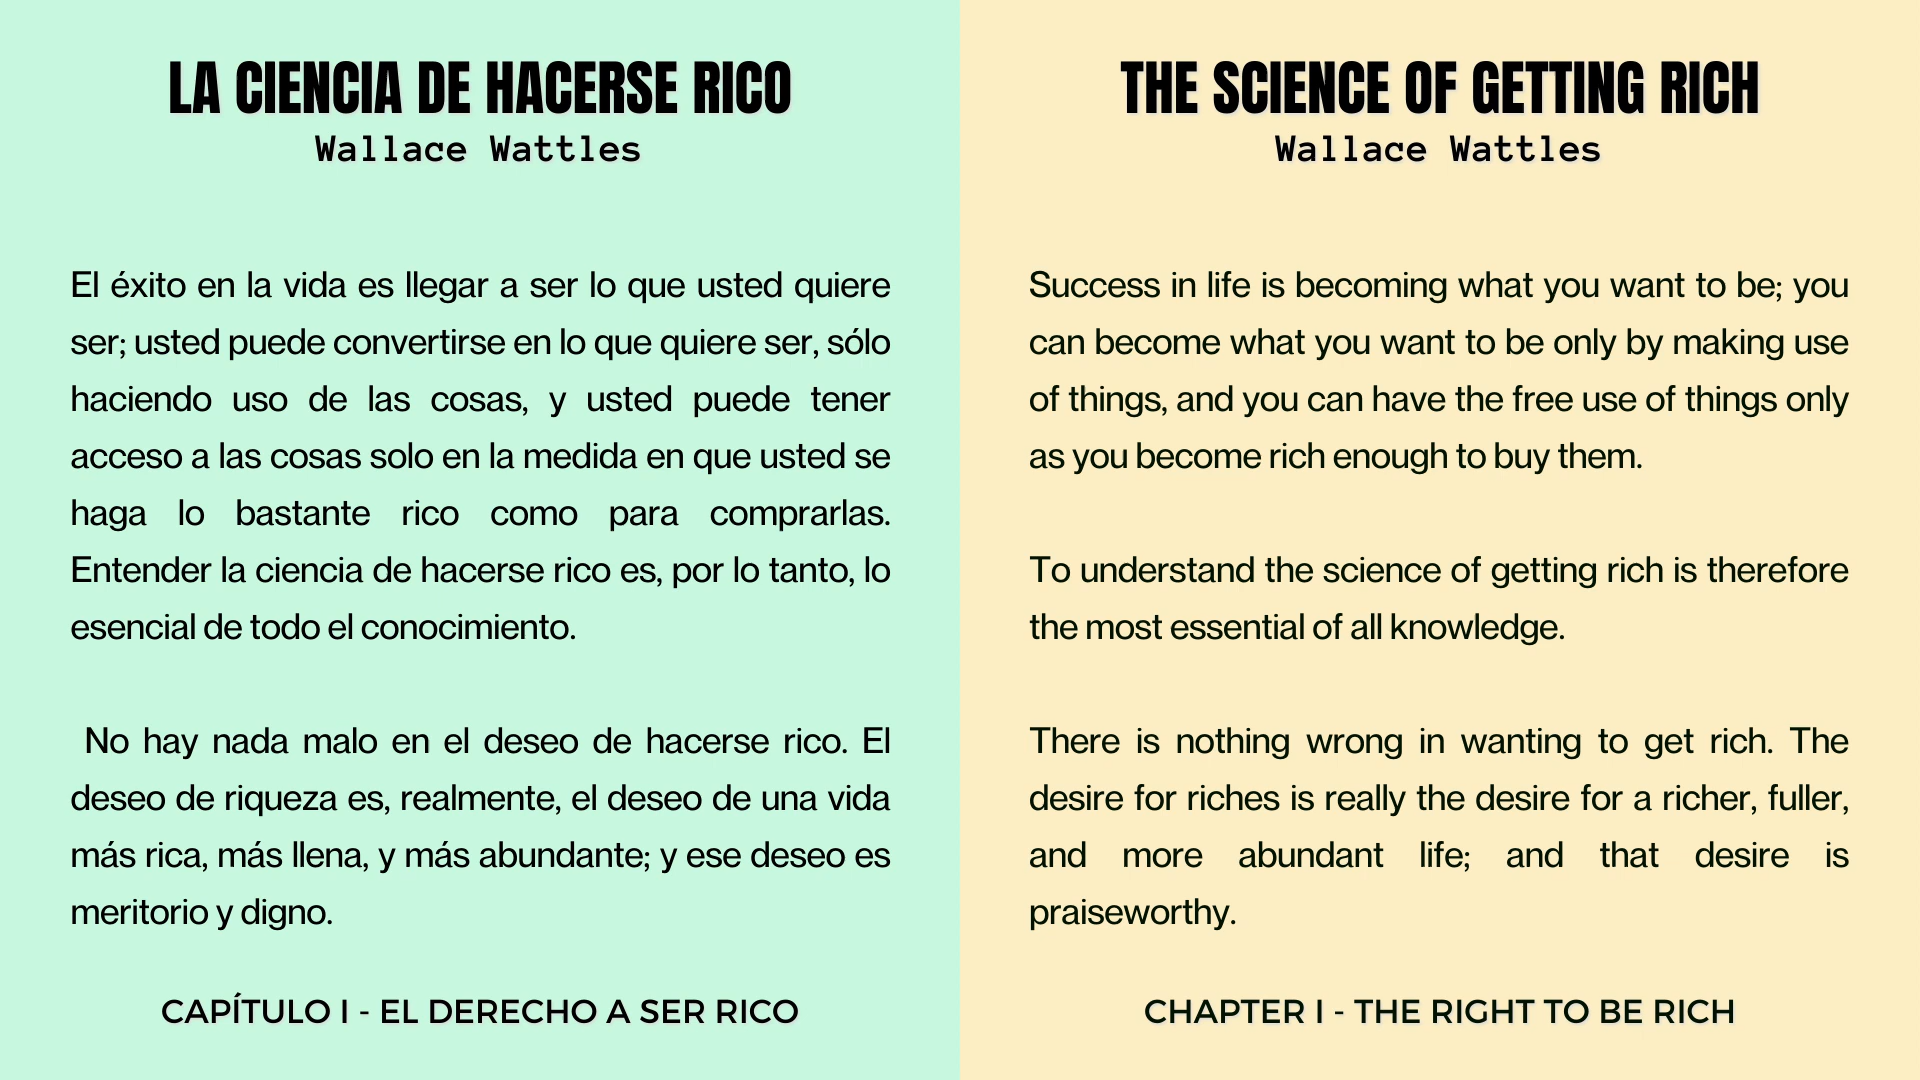 LA CIENCIA DE HACERSE RICO
Wallace Wattles
El éxito en la vida es llegar a ser lo que usted quiere
ser; usted puede convertirse en lo que quiere ser, sólo
haciendo uso de las cosas, y usted puede tener
acceso a las cosas solo en la medida en que usted se
haga lo bastante rico como para comprarlas.
Entender la ciencia de hacerse rico es, por lo tanto, lo
esencial de todo el conocimiento.
No hay nada malo en el deseo de hacerse rico. El
deseo de riqueza es, realmente, el deseo de una vida
más rica, más llena, y más abundante; y ese deseo es
meritorio y digno.
CAPÍTULO I - EL DERECHO A SER RICO
THE SCIENCE OF GETTING RICH
Wallace Wattles
Success in life is becoming what you want to be; you
can become what you want to be only by making use
of things, and you can have the free use of things only
as you become rich enough to buy them.
To understand the science of getting rich is therefore
the most essential of all knowledge.
There is nothing wrong in wanting to get rich. The
desire for riches is really the desire for a richer, fuller,
and more abundant life; and that desire is
praiseworthy.
CHAPTER I - THE RIGHT TO BE RICH